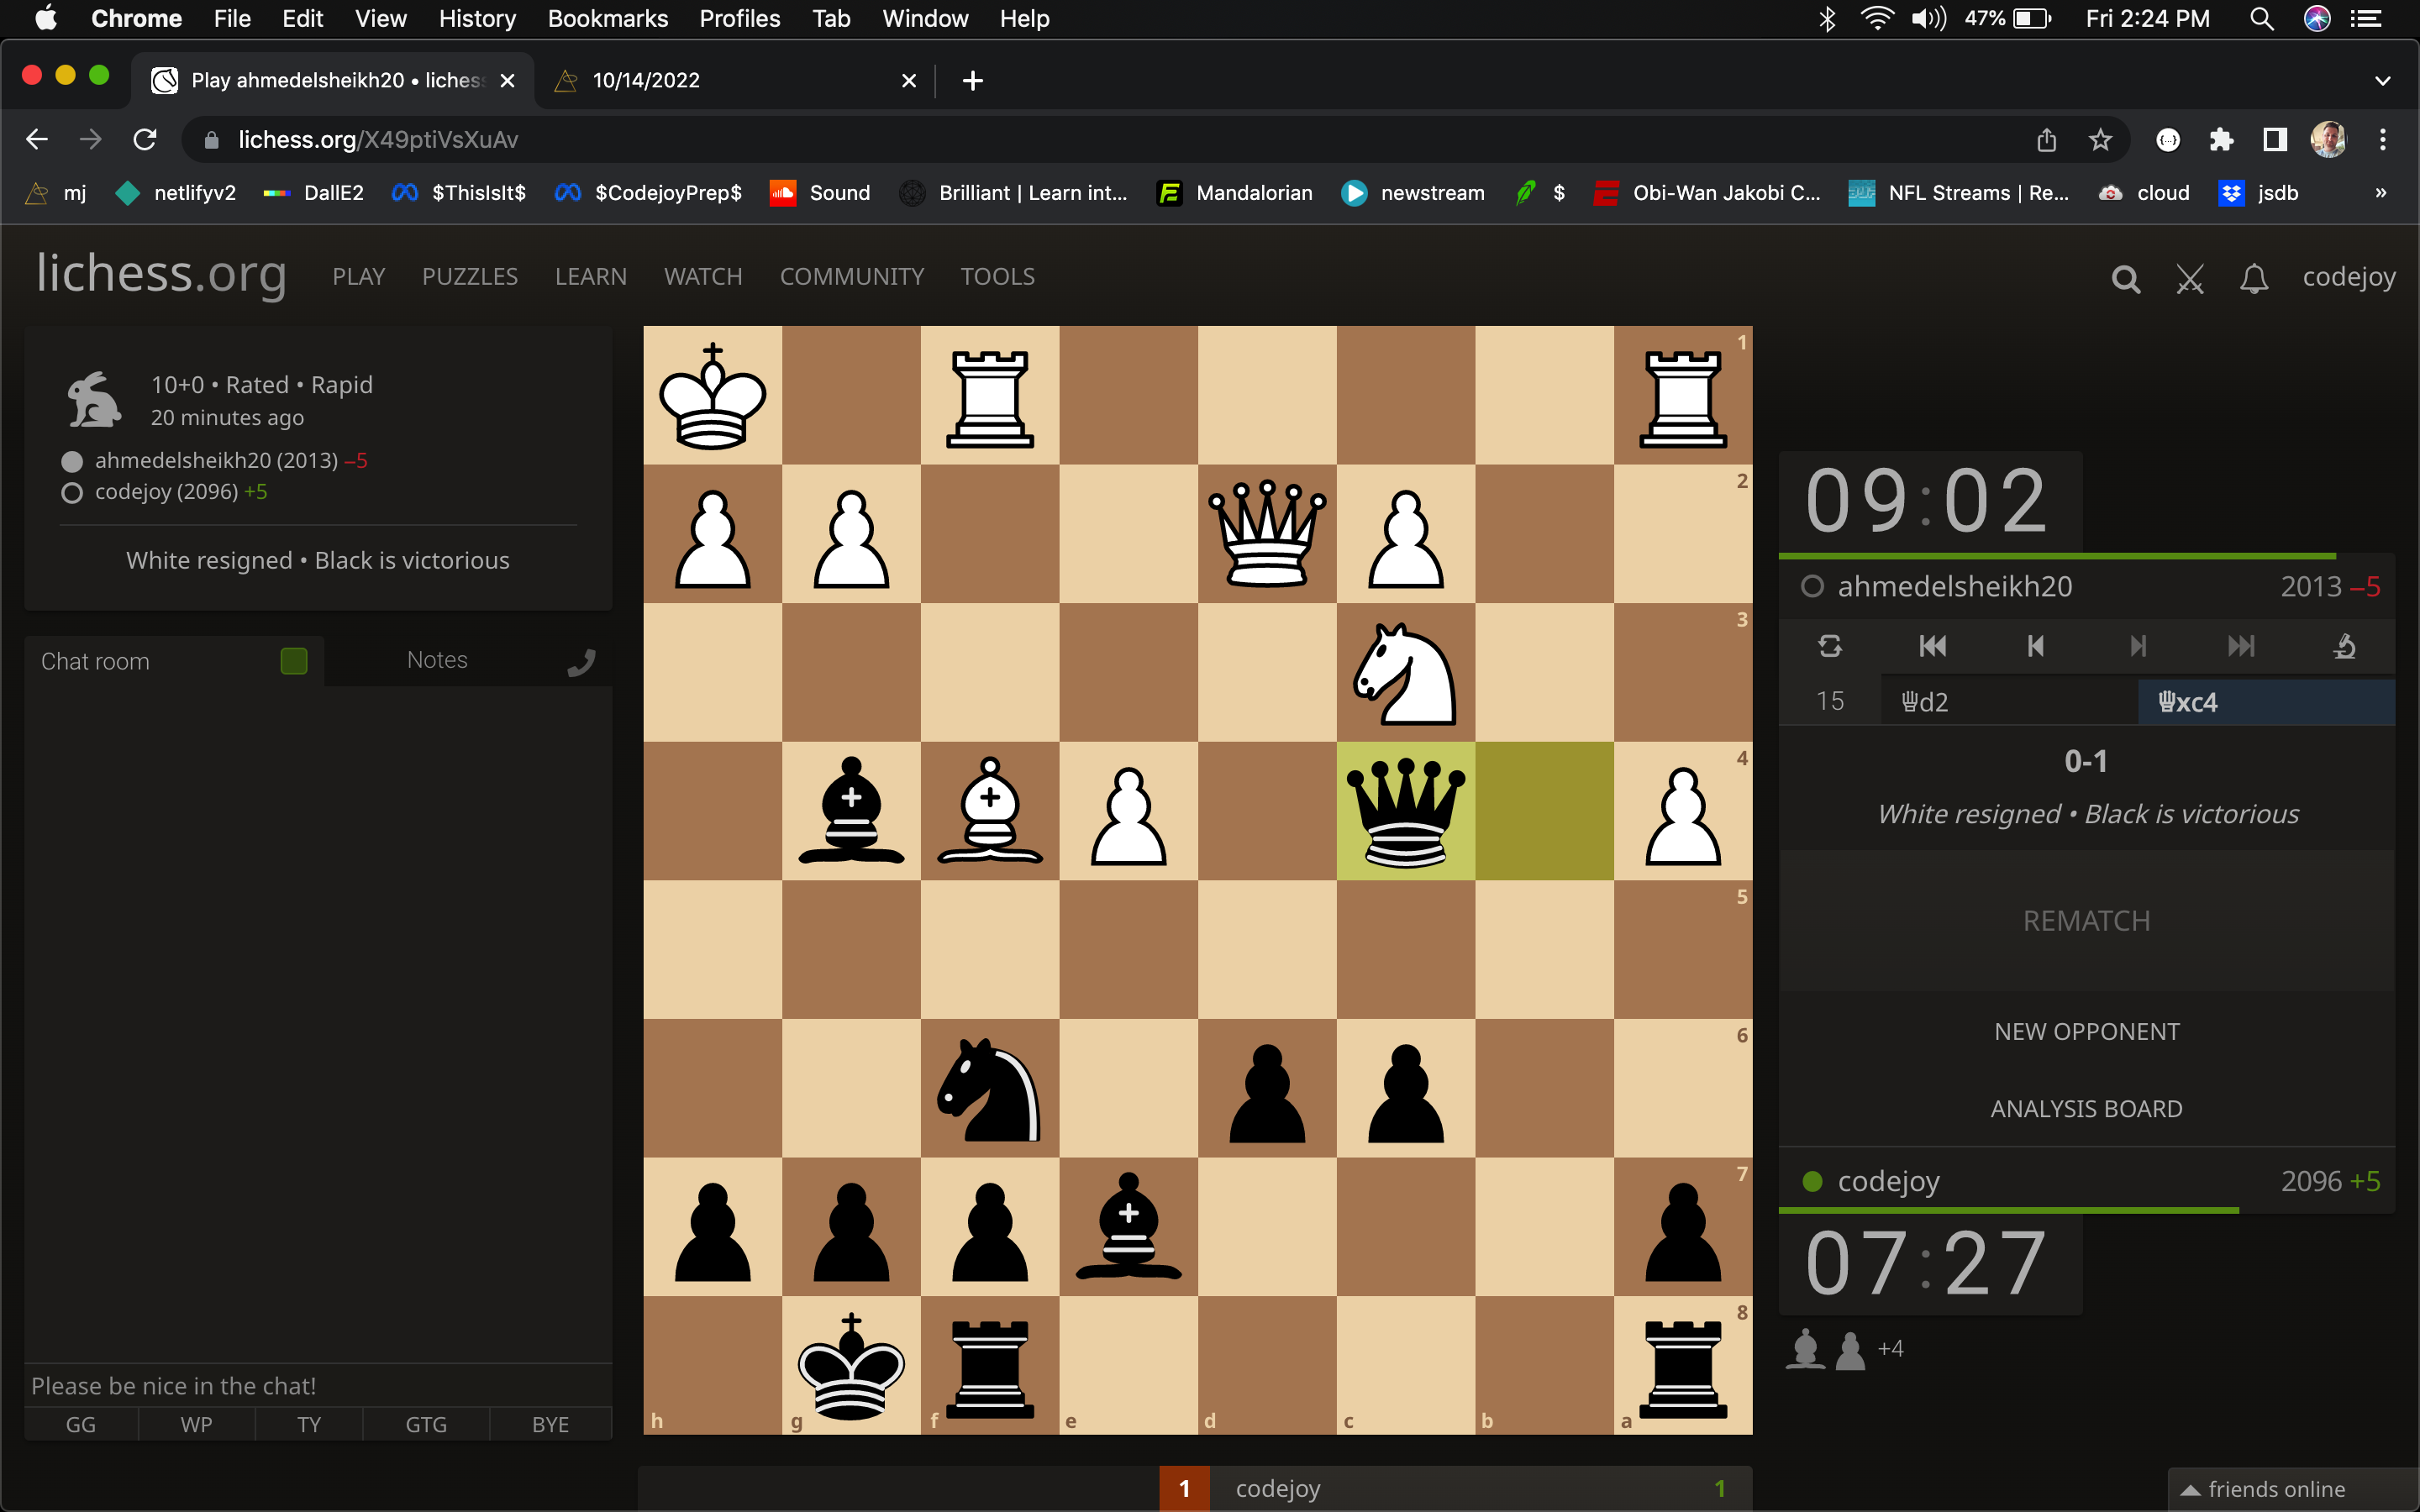 Chrome File Edit View History Bookmarks Profiles Tab Window Help 47% Fri 2:24 PM
Play ahmedelsheikh20 • liches 10/14/2022
lichess.org/X49ptiVsXuAv
mj netlifyv2 DallE2 $ThisIsIt$ $CodejoyPrep$ Sound Brilliant | Learn int... Mandalorian newstream $ Obi-Wan Jakobi C... NFL Streams | Re... cloud jsdb »
lichess.org PLAY PUZZLES LEARN WATCH COMMUNITY TOOLS codejoy
10+0 • Rated • Rapid
20 minutes ago
ahmedelsheikh20 (2013) −5
codejoy (2096) +5
White resigned • Black is victorious
Chat room Notes
Please be nice in the chat!
GG WP TY GTG BYE
1
2
3
4
5
6
7
8
h g f e d c b a
09:02
ahmedelsheikh20 2013 −5
15 ♕d2 ♕xc4
0-1
White resigned • Black is victorious
REMATCH
NEW OPPONENT
ANALYSIS BOARD
codejoy 2096 +5
07:27
+4
1 codejoy 1
friends online